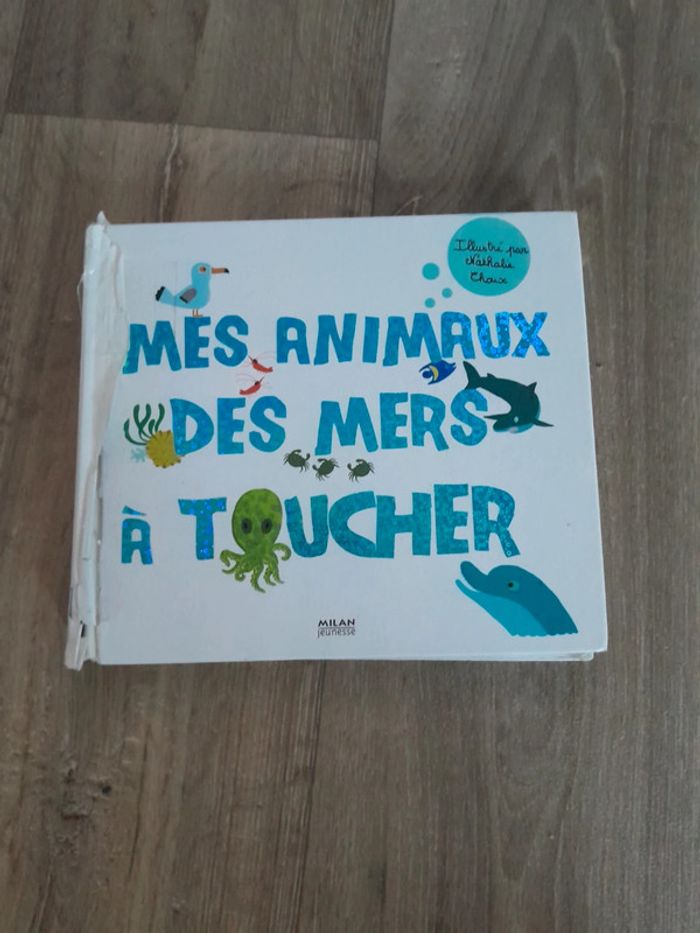 Illustré par
Nathalie
Choux
MES ANIMAUX
DES MERS
À TOUCHER
MILAN
jeunesse